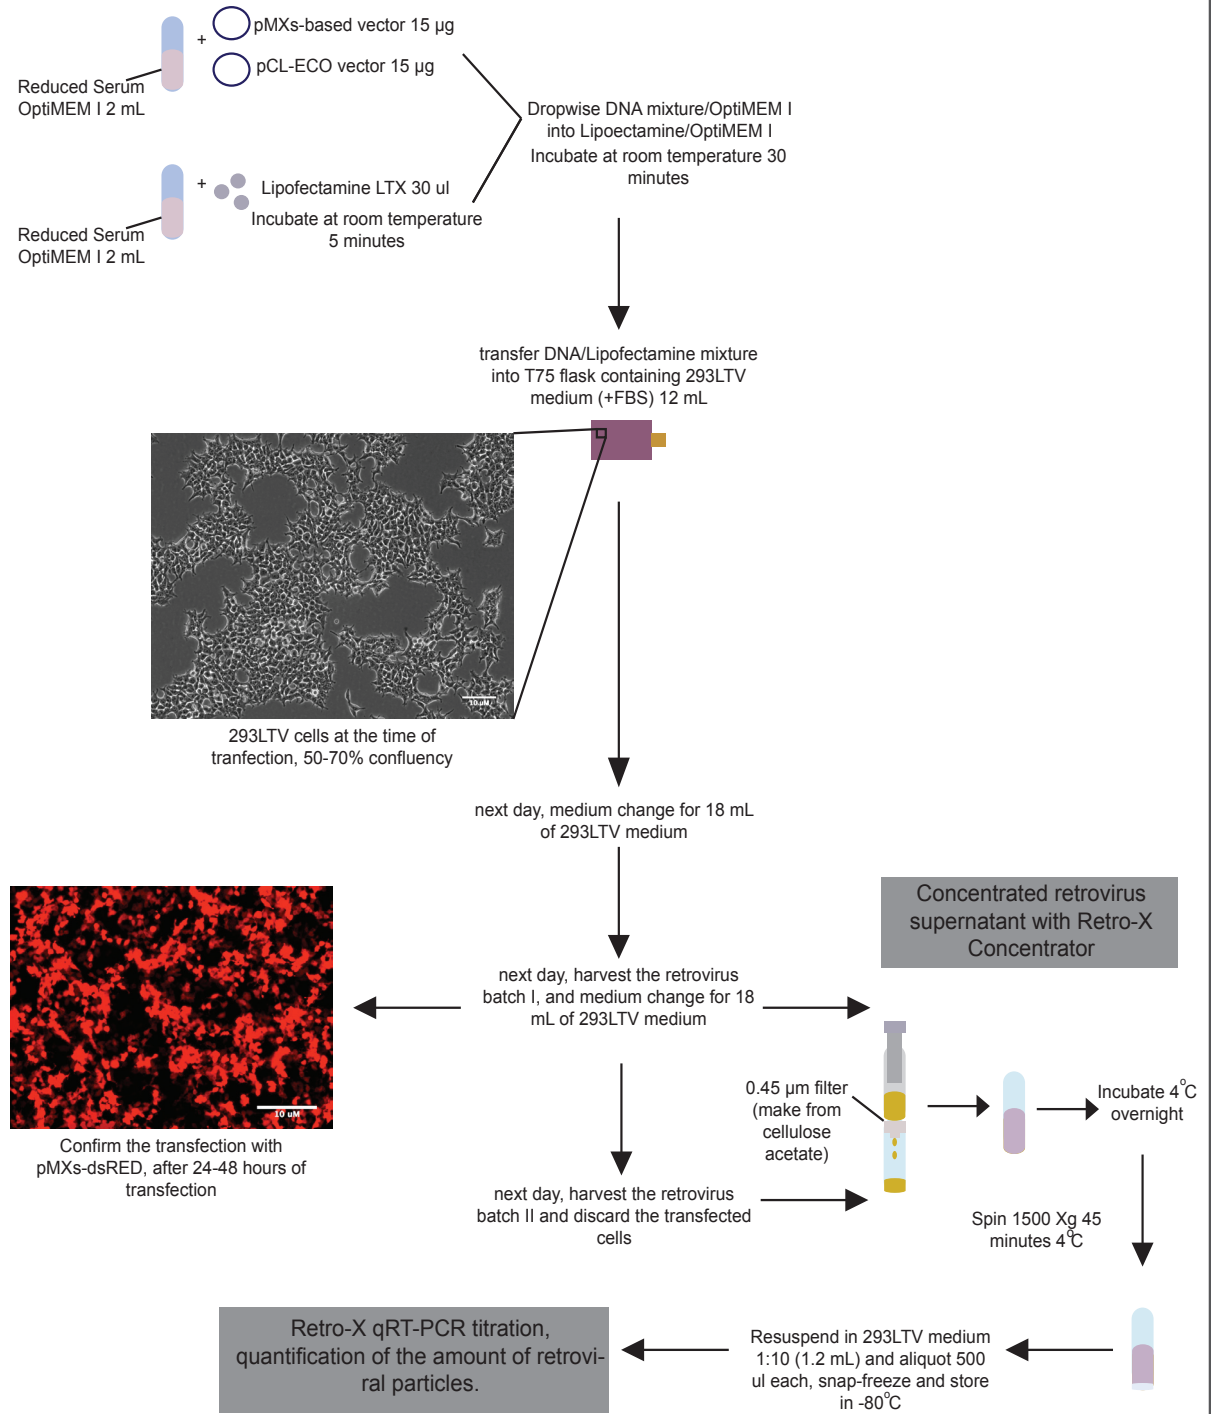 pMXs-based vector 15 µg
+
pCL-ECO vector 15 µg
Reduced Serum
OptiMEM I 2 mL
Dropwise DNA mixture/OptiMEM I
into Lipoectamine/OptiMEM I
Incubate at room temperature 30
minutes
+
Lipofectamine LTX 30 ul
Incubate at room temperature
5 minutes
Reduced Serum
OptiMEM I 2 mL
transfer DNA/Lipofectamine mixture
into T75 flask containing 293LTV
medium (+FBS) 12 mL
10 uM
293LTV cells at the time of
tranfection, 50-70% confluency
next day, medium change for 18 mL
of 293LTV medium
Concentrated retrovirus
supernatant with Retro-X
Concentrator
next day, harvest the retrovirus
batch I, and medium change for 18
mL of 293LTV medium
10 uM
Confirm the transfection with
pMXs-dsRED, after 24-48 hours of
transfection
0.45 µm filter
(make from
cellulose
acetate)
Incubate 4°C
overnight
next day, harvest the retrovirus
batch II and discard the transfected
cells
Spin 1500 Xg 45
minutes 4°C
Resuspend in 293LTV medium
1:10 (1.2 mL) and aliquot 500
ul each, snap-freeze and store
in -80°C
Retro-X qRT-PCR titration,
quantification of the amount of retrovi-
ral particles.